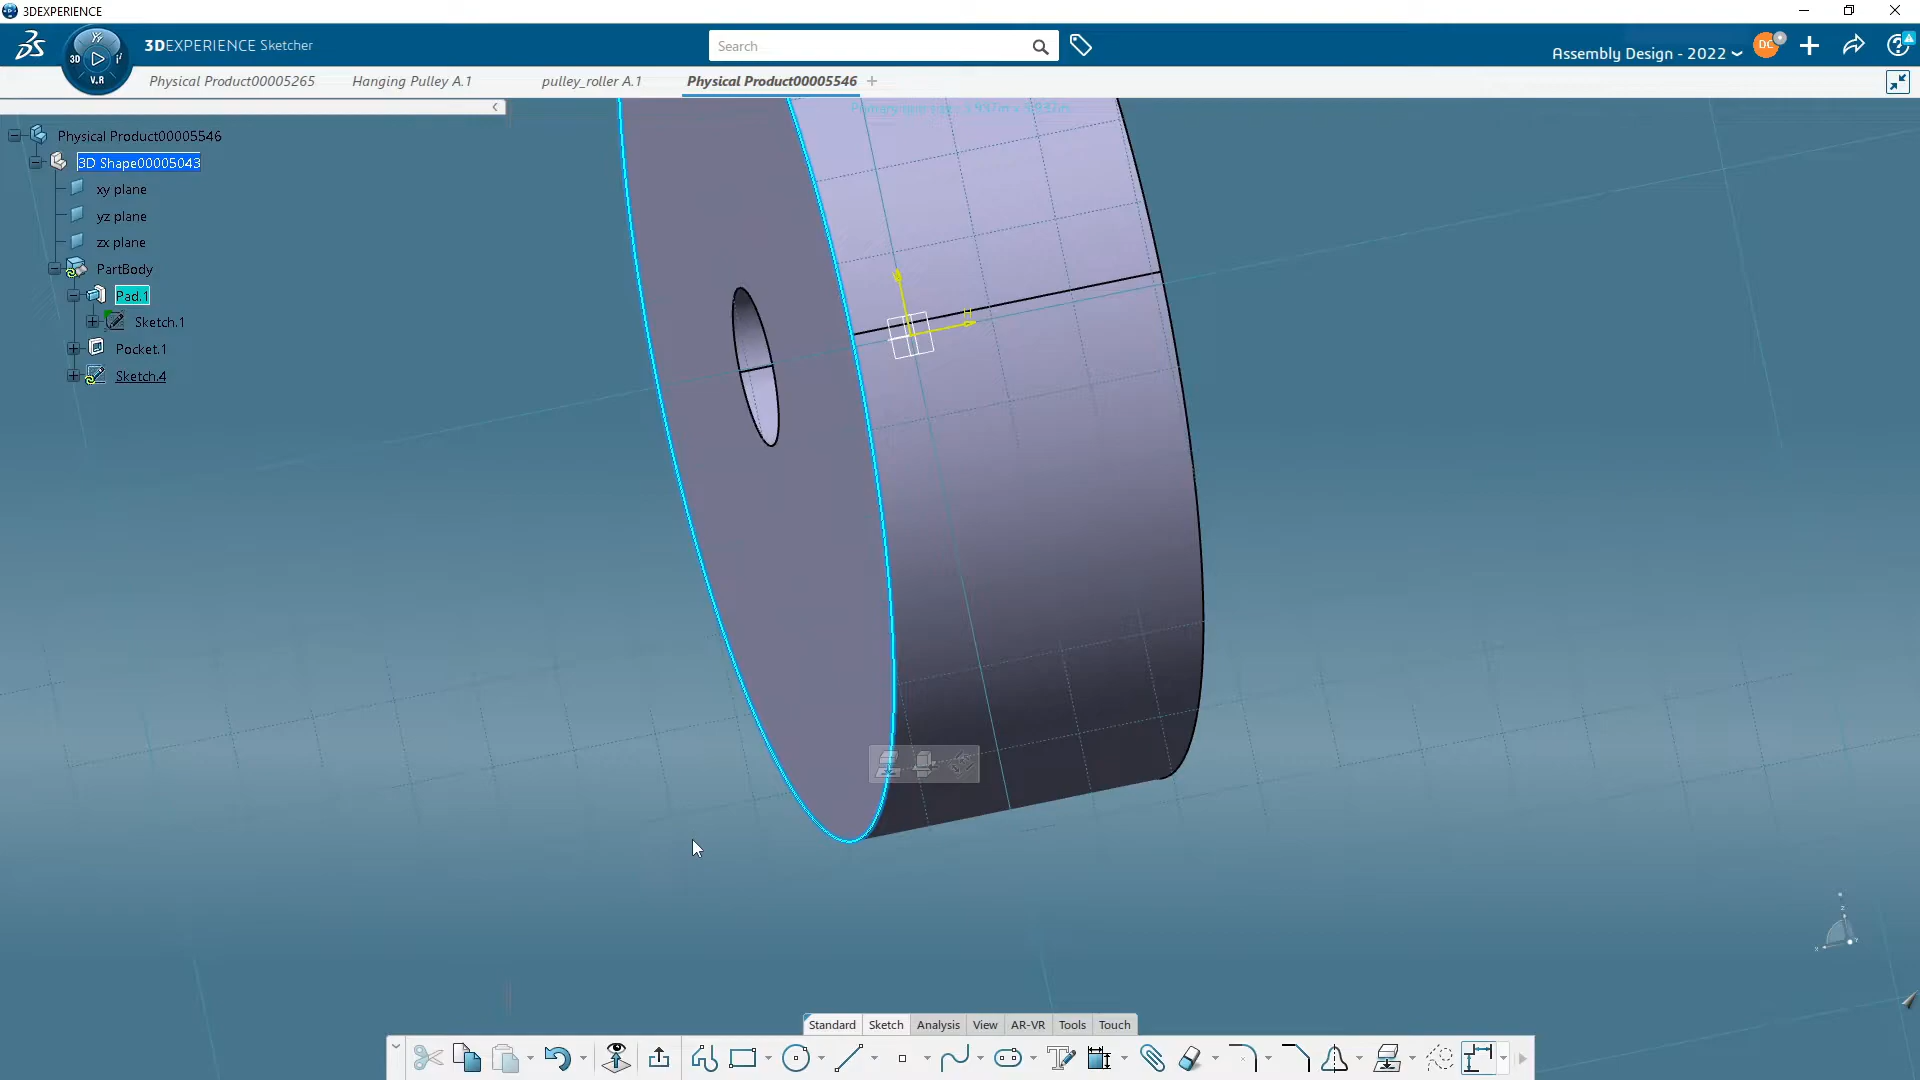 3DEXPERIENCE
3DEXPERIENCE Sketcher
3D
V.R
Search
Assembly Design - 2022
DC
Physical Product00005265
Hanging Pulley A.1
pulley_roller A.1
Physical Product00005546
Physical Product00005546
3D Shape00005043
xy plane
yz plane
zx plane
PartBody
Pad.1
Sketch.1
Pocket.1
Sketch.4
H
Standard
Sketch
Analysis
View
AR-VR
Tools
Touch